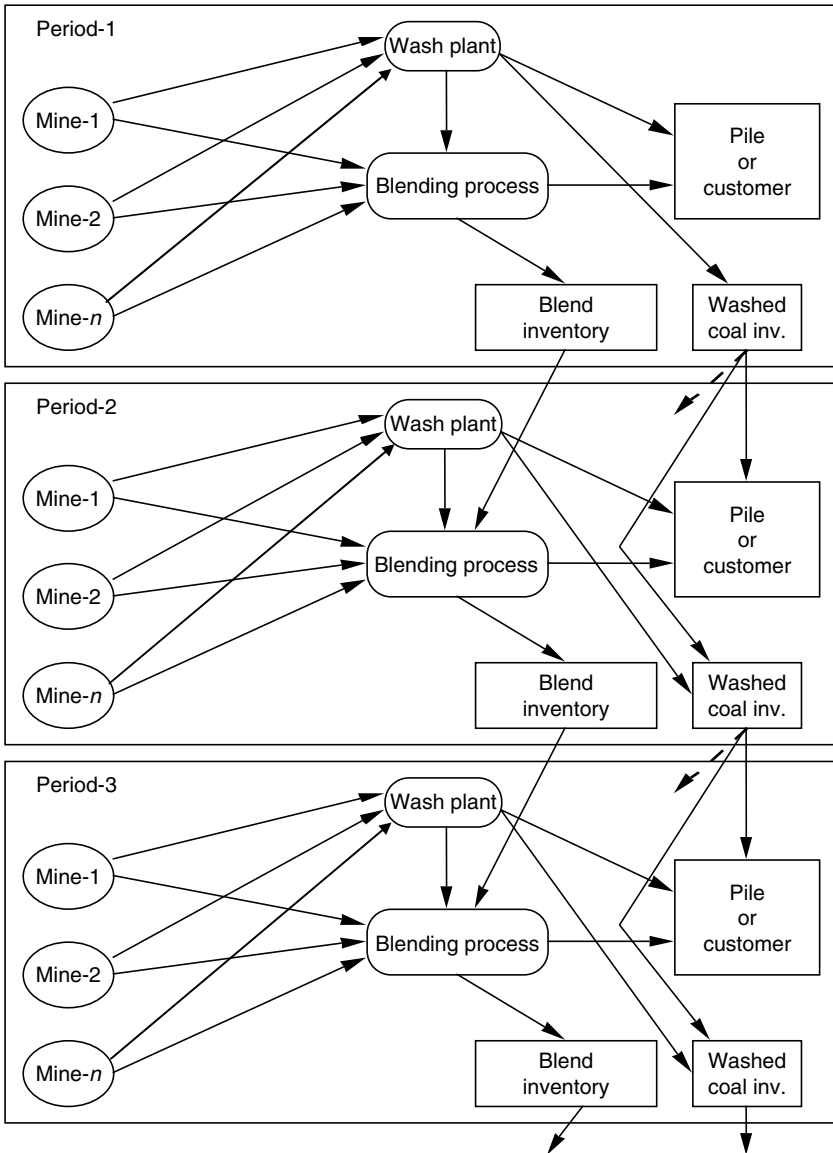 Period-1
Wash plant
Mine-1
Pile
or
customer
Blending process
Mine-2
Mine-n
Blend
inventory
Washed
coal inv.
Period-2
Wash plant
Mine-1
Pile
or
customer
Blending process
Mine-2
Mine-n
Blend
inventory
Washed
coal inv.
Period-3
Wash plant
Mine-1
Pile
or
customer
Blending process
Mine-2
Mine-n
Blend
inventory
Washed
coal inv.